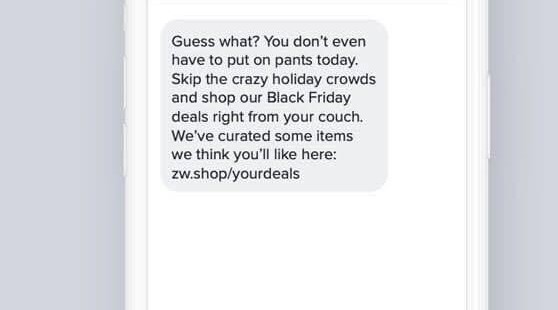 Guess what? You don’t even
have to put on pants today.
Skip the crazy holiday crowds
and shop our Black Friday
deals right from your couch.
We’ve curated some items
we think you’ll like here:
zw.shop/yourdeals